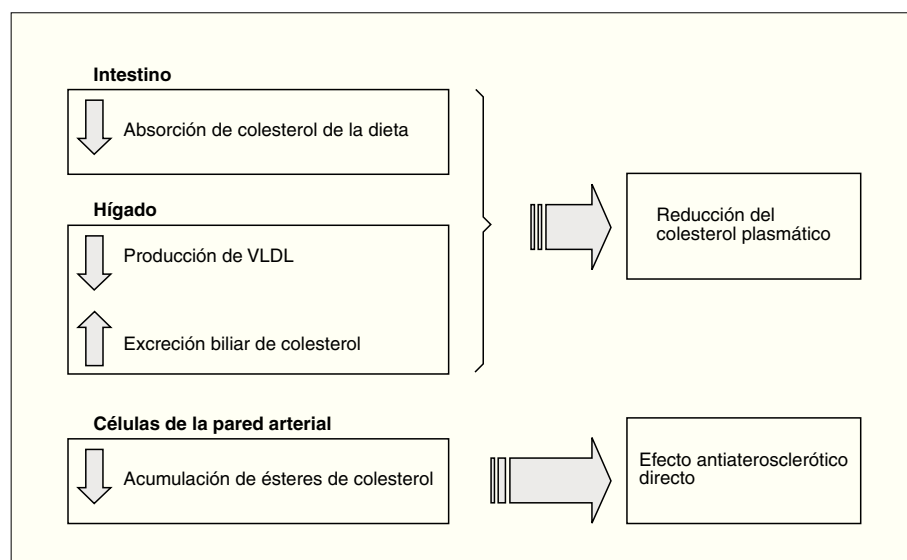 Intestino
Absorción de colesterol de la dieta
Hígado
Producción de VLDL
Excreción biliar de colesterol
Reducción del
colesterol plasmático
Células de la pared arterial
Acumulación de ésteres de colesterol
Efecto antiaterosclerótico
directo